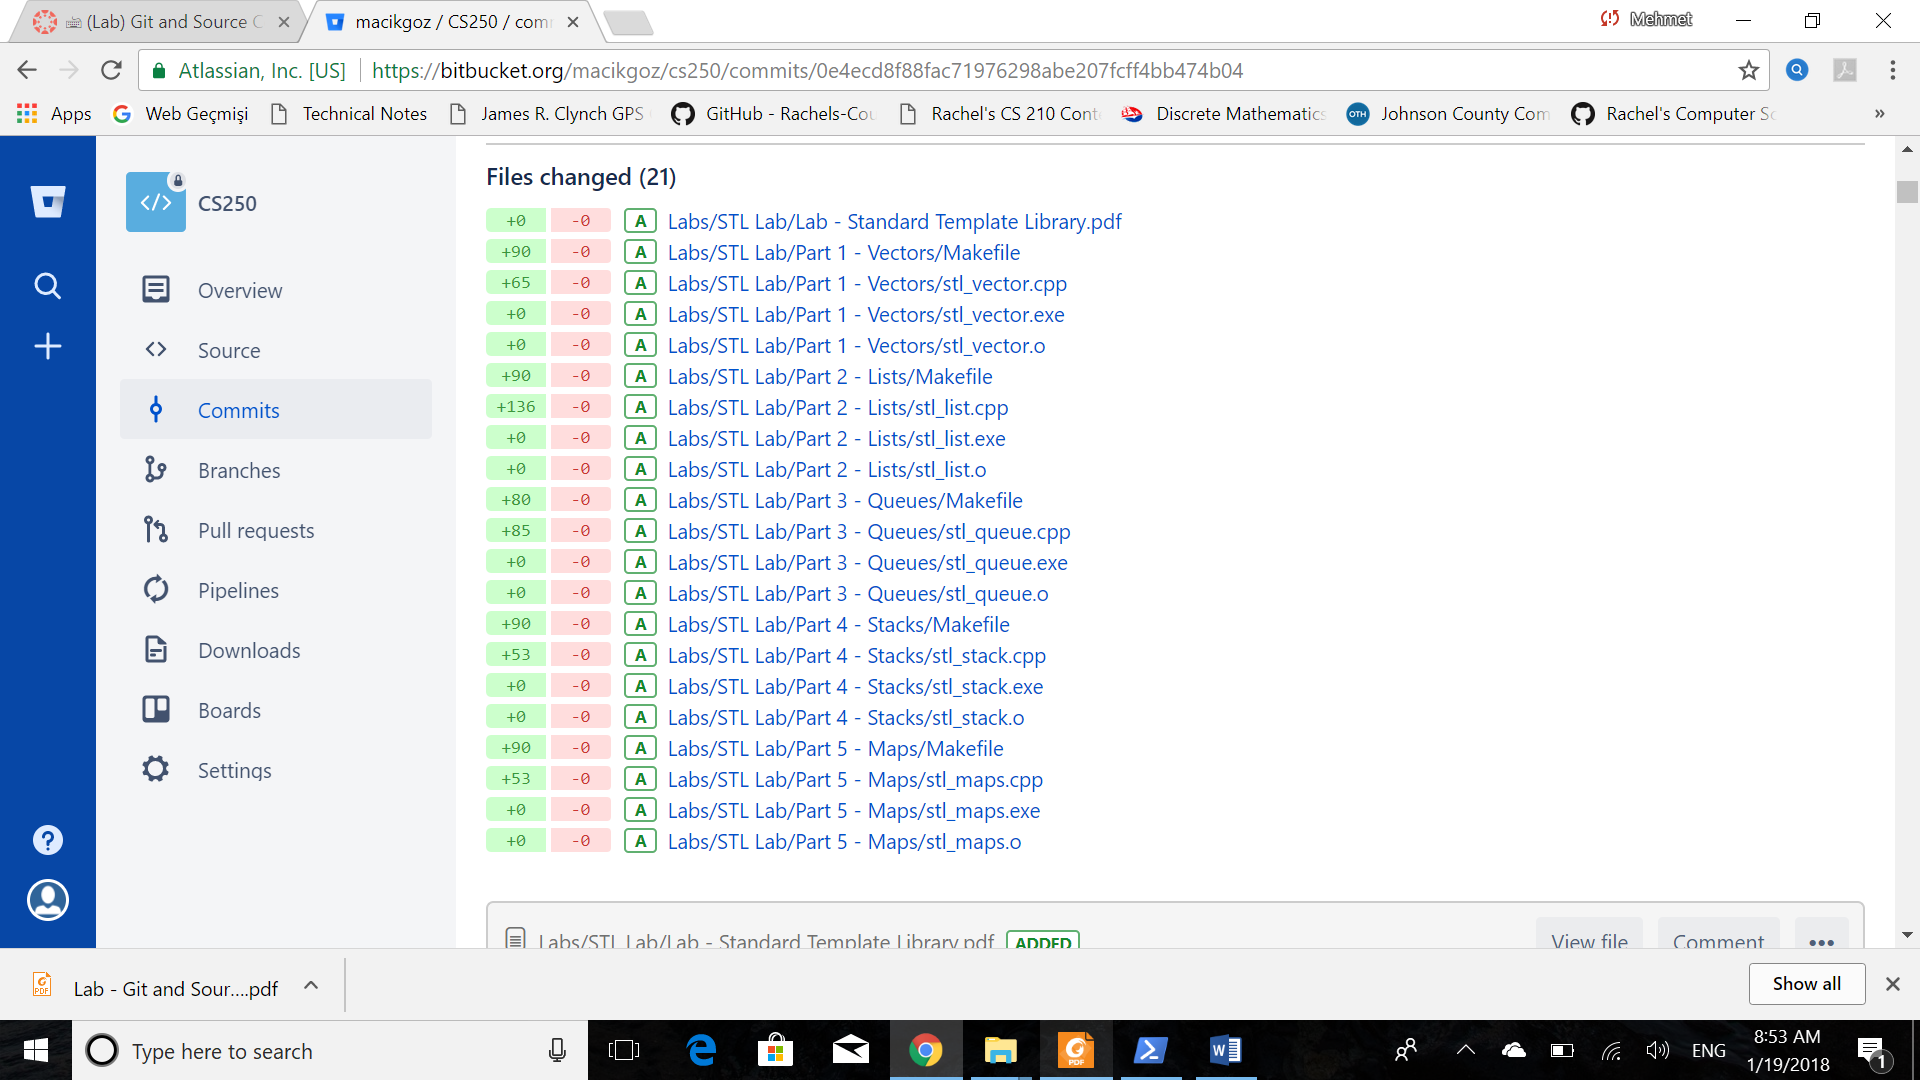 (Lab) Git and Source C
macikgoz / CS250 / com
Mehmet
Atlassian, Inc. [US]
https://bitbucket.org/macikgoz/cs250/commits/0e4ecd8f88fac71976298abe207fcff4bb474b04
Apps
Web Geçmişi
Technical Notes
James R. Clynch GPS
GitHub - Rachels-Cou
Rachel's CS 210 Cont
Discrete Mathematics
OTH
Johnson County Com
Rachel's Computer Sc
»
CS250
Overview
Source
Commits
Branches
Pull requests
Pipelines
Downloads
Boards
Settings
Files changed (21)
+0 -0 A Labs/STL Lab/Lab - Standard Template Library.pdf
+90 -0 A Labs/STL Lab/Part 1 - Vectors/Makefile
+65 -0 A Labs/STL Lab/Part 1 - Vectors/stl_vector.cpp
+0 -0 A Labs/STL Lab/Part 1 - Vectors/stl_vector.exe
+0 -0 A Labs/STL Lab/Part 1 - Vectors/stl_vector.o
+90 -0 A Labs/STL Lab/Part 2 - Lists/Makefile
+136 -0 A Labs/STL Lab/Part 2 - Lists/stl_list.cpp
+0 -0 A Labs/STL Lab/Part 2 - Lists/stl_list.exe
+0 -0 A Labs/STL Lab/Part 2 - Lists/stl_list.o
+80 -0 A Labs/STL Lab/Part 3 - Queues/Makefile
+85 -0 A Labs/STL Lab/Part 3 - Queues/stl_queue.cpp
+0 -0 A Labs/STL Lab/Part 3 - Queues/stl_queue.exe
+0 -0 A Labs/STL Lab/Part 3 - Queues/stl_queue.o
+90 -0 A Labs/STL Lab/Part 4 - Stacks/Makefile
+53 -0 A Labs/STL Lab/Part 4 - Stacks/stl_stack.cpp
+0 -0 A Labs/STL Lab/Part 4 - Stacks/stl_stack.exe
+0 -0 A Labs/STL Lab/Part 4 - Stacks/stl_stack.o
+90 -0 A Labs/STL Lab/Part 5 - Maps/Makefile
+53 -0 A Labs/STL Lab/Part 5 - Maps/stl_maps.cpp
+0 -0 A Labs/STL Lab/Part 5 - Maps/stl_maps.exe
+0 -0 A Labs/STL Lab/Part 5 - Maps/stl_maps.o
Labs/STL Lab/Lab - Standard Template Library.pdf ADDED View file Comment •••
PDF
Lab - Git and Sour....pdf
Show all
Type here to search
PDF
ENG
8:53 AM
1/19/2018
1